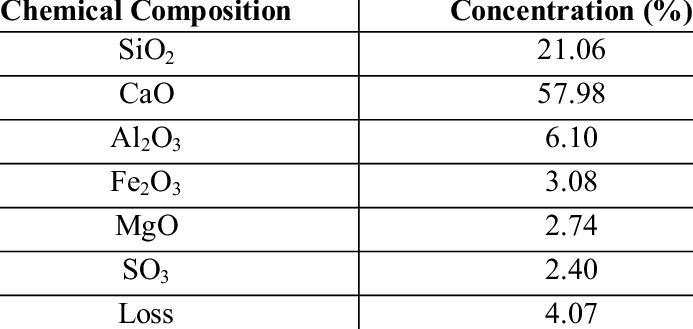 Chemical Composition Concentration (%)
SiO₂ 21.06
CaO 57.98
Al₂O₃ 6.10
Fe₂O₃ 3.08
MgO 2.74
SO₃ 2.40
Loss 4.07